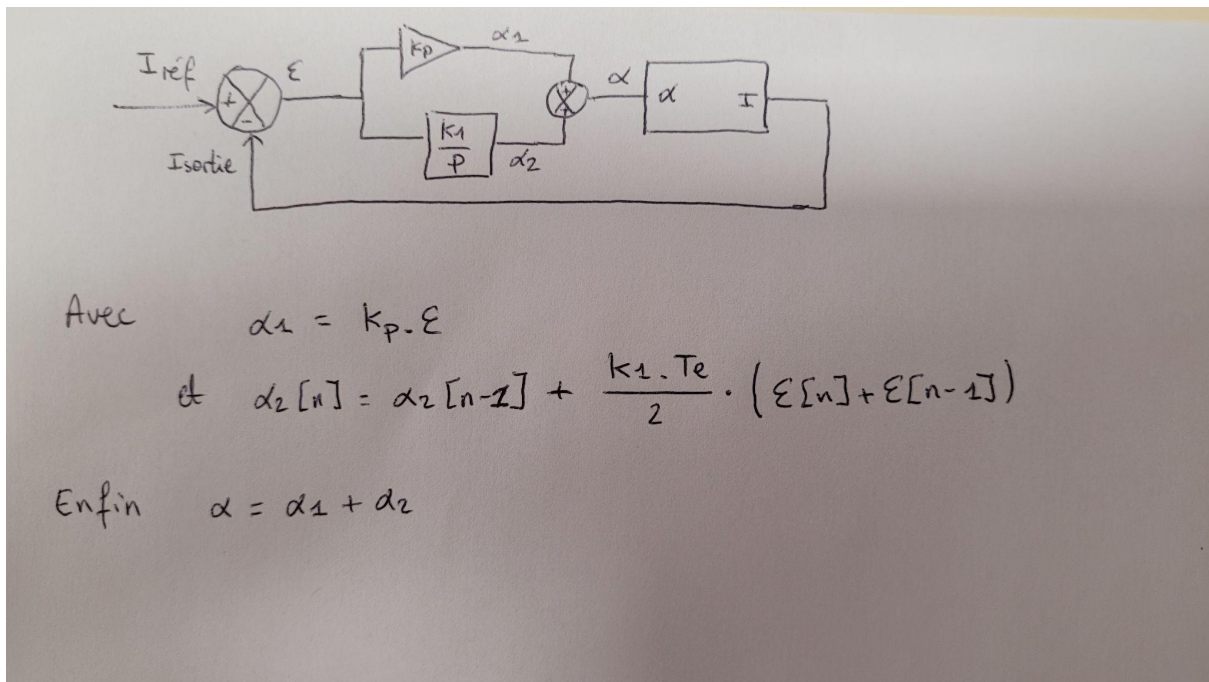 Iréf
ε
kp
α1
α
α
I
+
-
+
+
k1/p
α2
Isortie
Avec α1 = kp.ε
et α2[n] = α2[n-1] + k1.Te/2 . (ε[n]+ε[n-1])
Enfin α = α1 + α2